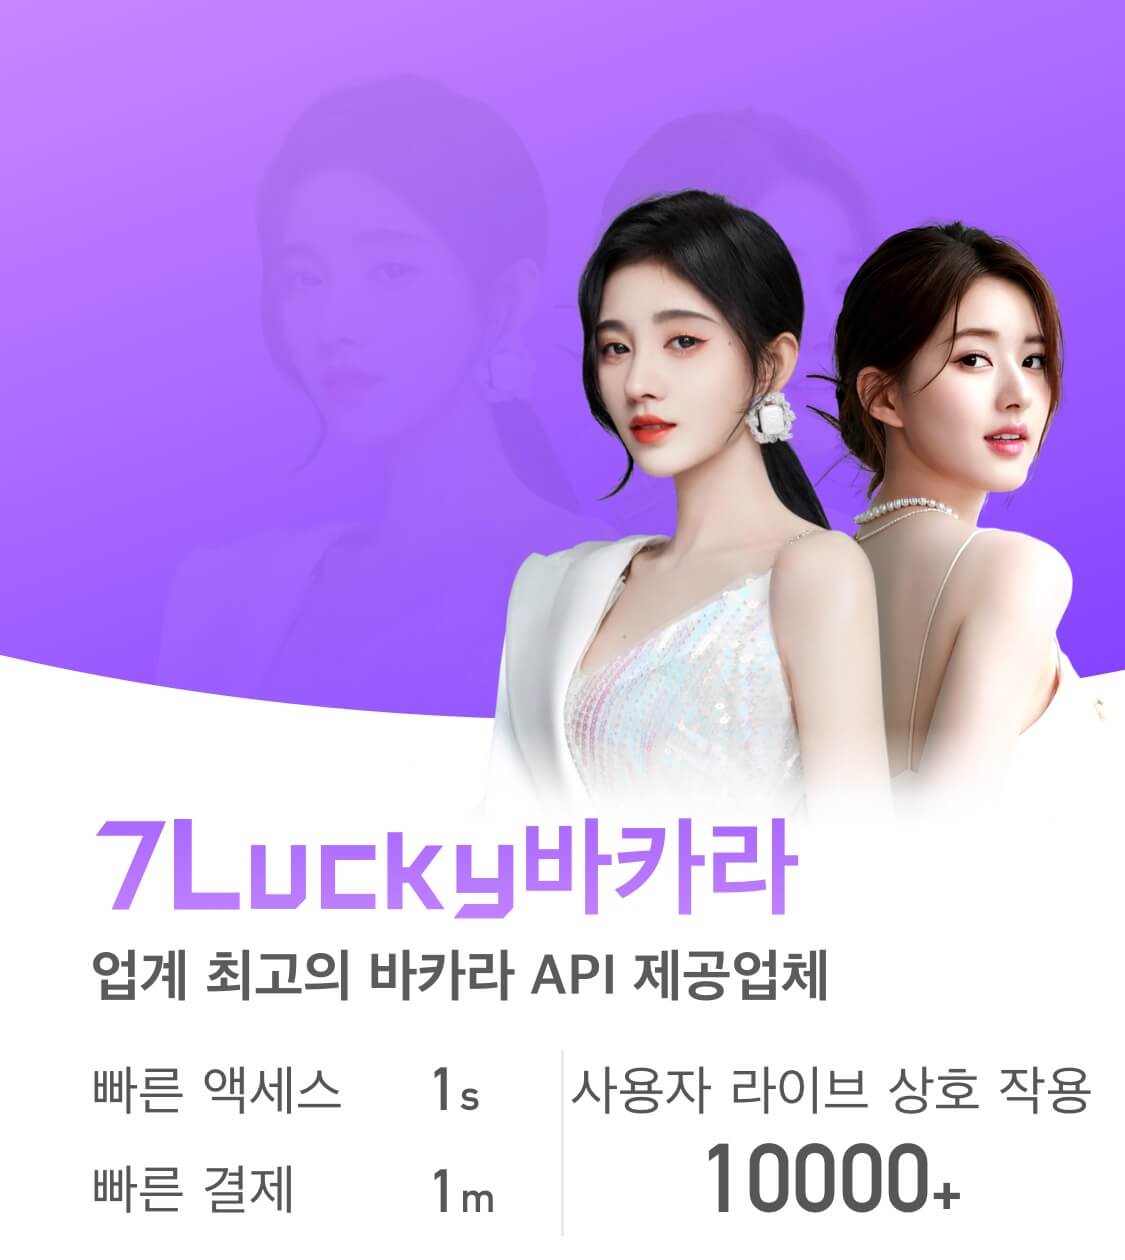 7Lucky바카라
업계 최고의 바카라 API 제공업체
빠른 액세스 1s
빠른 결제 1m
사용자 라이브 상호 작용
10000+